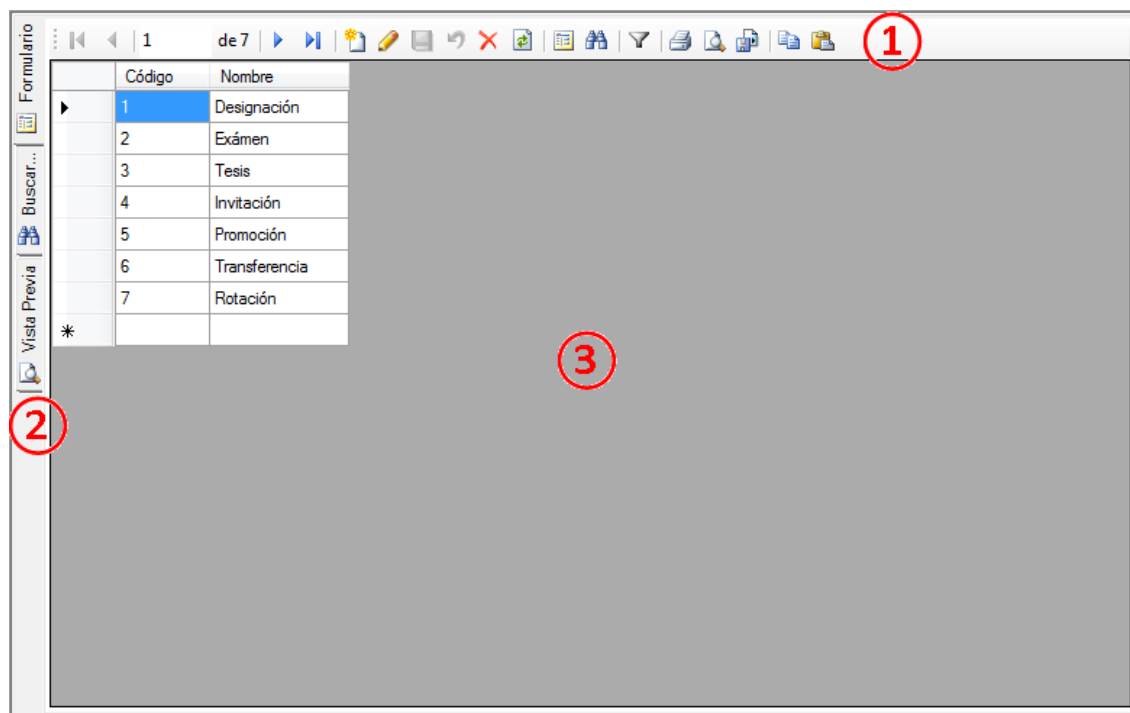 1 de 7
1
Formulario
Buscar...
Vista Previa
2
Código Nombre
1 Designación
2 Exámen
3 Tesis
4 Invitación
5 Promoción
6 Transferencia
7 Rotación
*
3